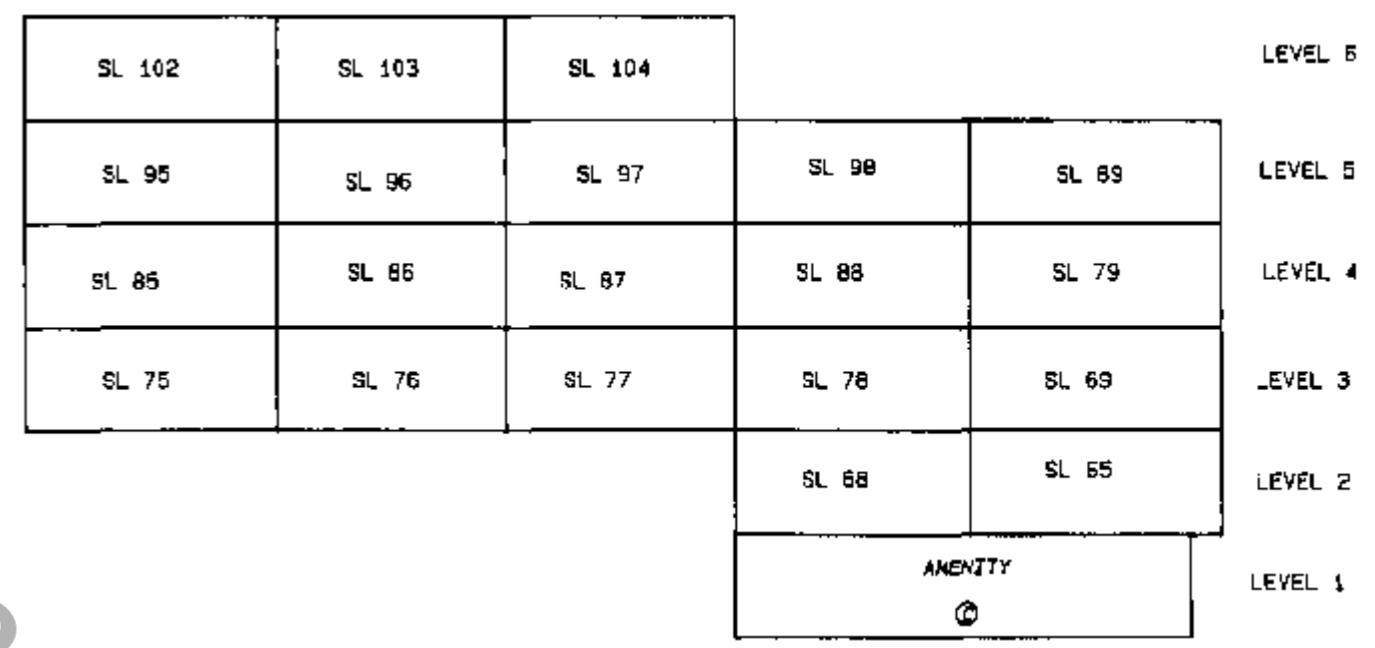 SL 102 SL 103 SL 104 LEVEL 6
SL 95 SL 96 SL 97 SL 98 SL 89 LEVEL 5
SL 85 SL 86 SL 87 SL 88 SL 79 LEVEL 4
SL 75 SL 76 SL 77 SL 78 SL 69 LEVEL 3
SL 68 SL 65 LEVEL 2
AMENITY LEVEL 1
©